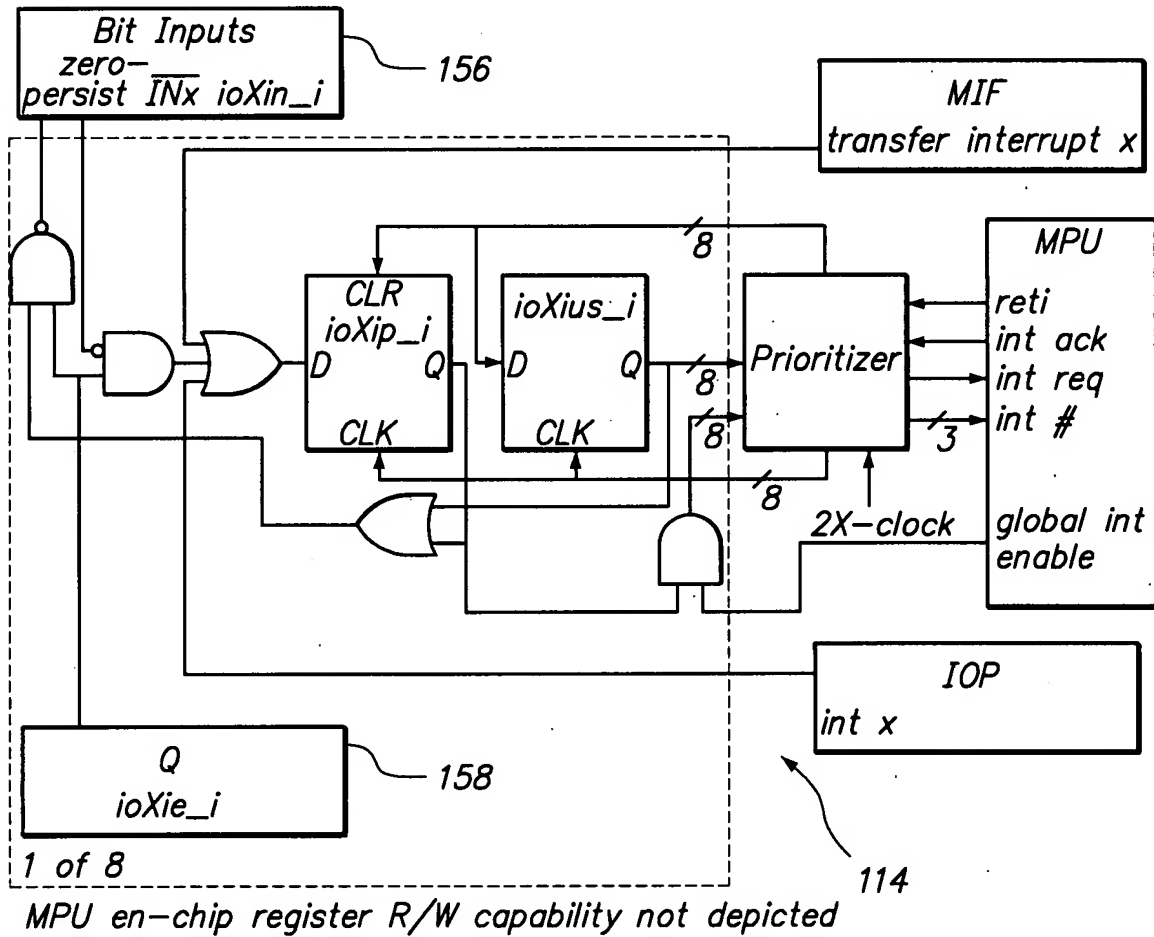 Bit Inputs
zero-
persist INx ioXin_i
156
MIF
transfer interrupt x
8
MPU
CLR
ioXip_i
D
Q
CLK
ioXius_i
D
Q
CLK
8
8
Prioritizer
reti
int ack
int req
int #
3
8
2X-clock
global int
enable
IOP
int x
Q
ioXie_i
158
1 of 8
114
MPU en-chip register R/W capability not depicted